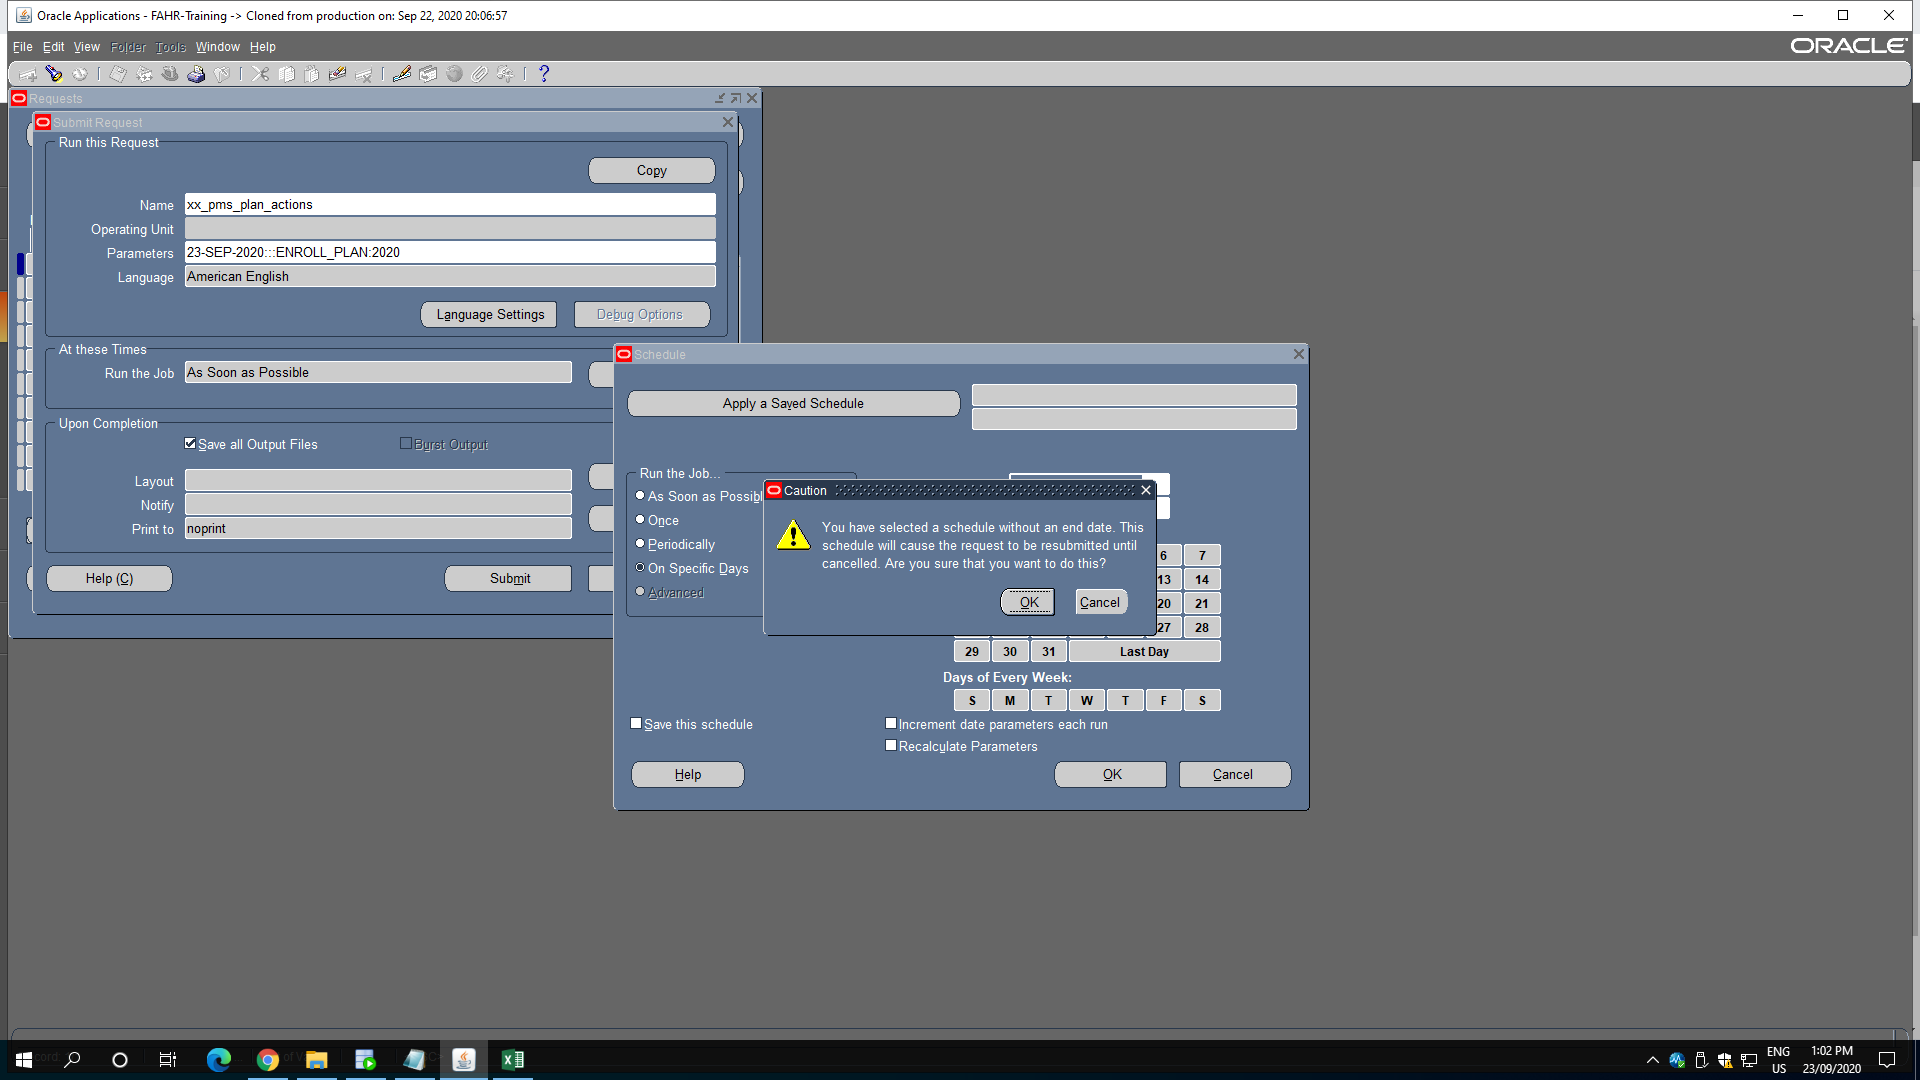 Oracle Applications - FAHR-Training -> Cloned from production on: Sep 22, 2020 20:06:57
File Edit View Folder Tools Window Help
ORACLE
Requests
Submit Request
Run this Request
Copy
Name xx_pms_plan_actions
Operating Unit
Parameters 23-SEP-2020:::ENROLL_PLAN:2020
Language American English
Language Settings Debug Options
At these Times
Run the Job As Soon as Possible
Upon Completion
Save all Output Files Burst Output
Layout
Notify
Print to noprint
Help (C) Submit
Schedule
Apply a Saved Schedule
Run the Job...
As Soon as Possibl
Once
Periodically
On Specific Days
Advanced
Caution
You have selected a schedule without an end date. This
schedule will cause the request to be resubmitted until
cancelled. Are you sure that you want to do this?
OK Cancel
6 7
13 14
20 21
27 28
29 30 31 Last Day
Days of Every Week:
S M T W T F S
Save this schedule Increment date parameters each run
Recalculate Parameters
Help OK Cancel
ENG
US
1:02 PM
23/09/2020